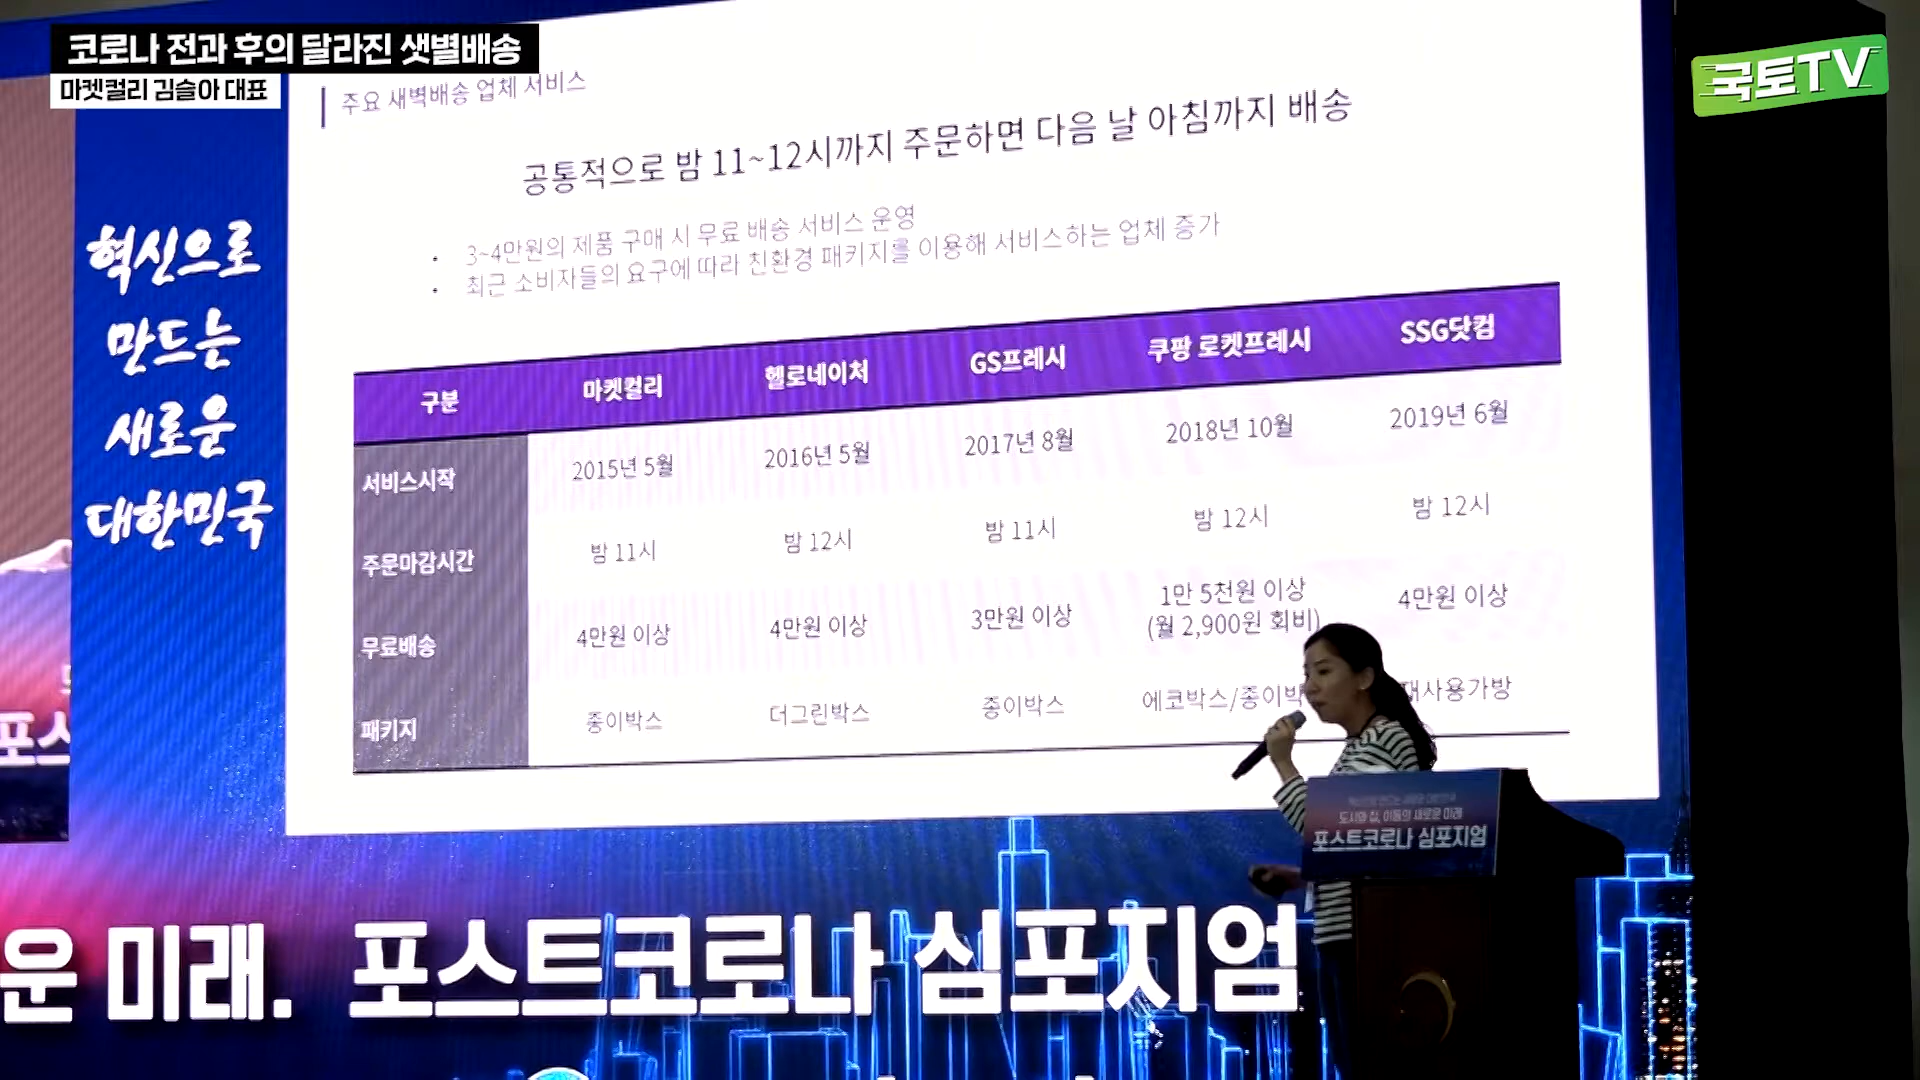 코로나 전과 후의 달라진 샛별배송
마켓컬리 김슬아 대표
국토TV
혁신으로
만드는
새로운
대한민국
주요 새벽배송 업체 서비스
공통적으로 밤 11~12시까지 주문하면 다음 날 아침까지 배송
· 3~4만원의 제품 구매 시 무료 배송 서비스 운영
· 최근 소비자들의 요구에 따라 친환경 패키지를 이용해 서비스하는 업체 증가
구분 마켓컬리 헬로네이처 GS프레시 쿠팡 로켓프레시 SSG닷컴
서비스시작 2015년 5월 2016년 5월 2017년 8월 2018년 10월 2019년 6월
주문마감시간 밤 11시 밤 12시 밤 11시 밤 12시 밤 12시
무료배송 4만원 이상 4만원 이상 3만원 이상 1만 5천원 이상 (월 2,900원 회비) 4만원 이상
패키지 종이박스 더그린박스 종이박스 에코박스/종이박 재사용가방
포스
도시와 집, 이동의 새로운 미래
포스트코로나 심포지엄
운 미래. 포스트코로나 심포지엄